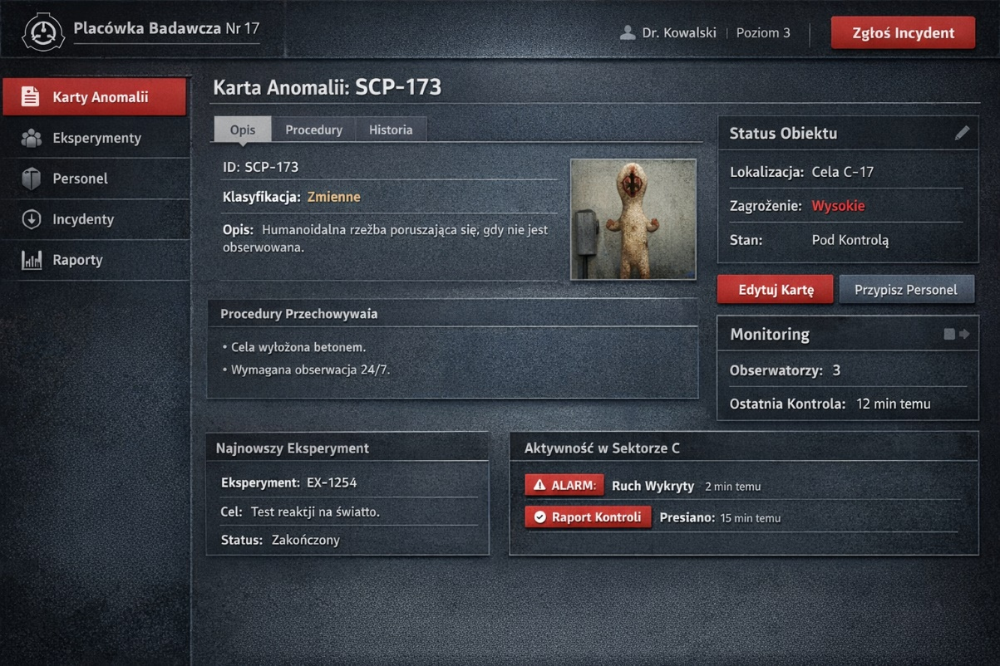 Placówka Badawcza Nr 17
Dr. Kowalski | Poziom 3
Zgłoś Incydent
Karty Anomalii
Eksperymenty
Personel
Incydenty
Raporty
Karta Anomalii: SCP-173
Opis
Procedury
Historia
ID: SCP-173
Klasyfikacja: Zmienne
Opis: Humanoidalna rzežba poruszająca się, gdy nie jest
obserwowana.
Status Obiektu
Lokalizacja: Cela C-17
Zagrożenie: Wysokie
Stan: Pod Kontrolą
Edytuj Kartę
Przypisz Personel
Procedury Przechowywaia
• Cela wyłożona betonem.
• Wymagana obserwacja 24/7.
Monitoring
Obserwatorzy: 3
Ostatnia Kontrola: 12 min temu
Najnowszy Eksperyment
Eksperyment: EX-1254
Cel: Test reaktji na światto.
Status: Zakończony
Aktywność w Sektorze C
ALARM: Ruch Wykryty 2 min temu
Raport Kontroli Presiano: 15 min temu